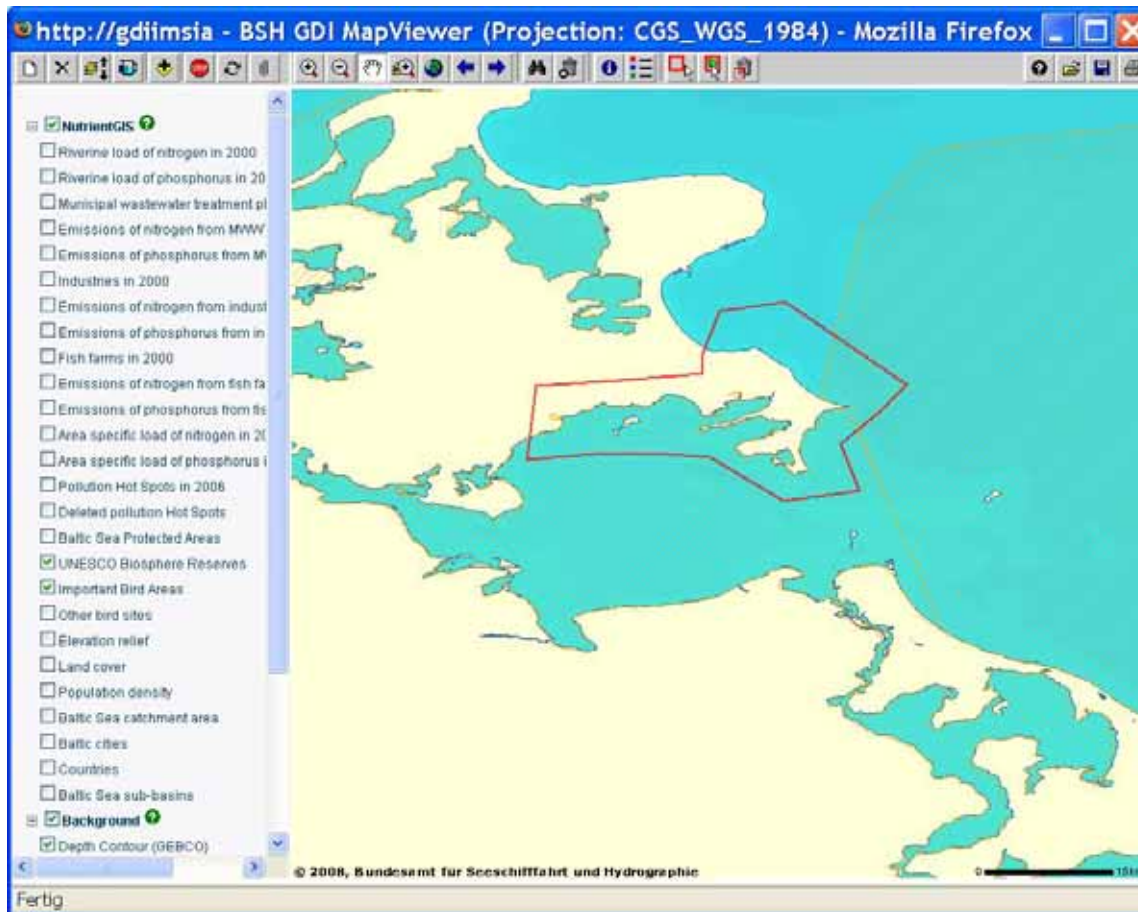 http://gdiimsia - BSH GDI MapViewer (Projection: CGS_WGS_1984) - Mozilla Firefox
NutrientGIS
Riverine load of nitrogen in 2000
Riverine load of phosphorus in 20
Municipal wastewater treatment pl
Emissions of nitrogen from MWW
Emissions of phosphorus from M
Industries in 2000
Emissions of nitrogen from indust
Emissions of phosphorus from in
Fish farms in 2000
Emissions of nitrogen from fish fa
Emissions of phosphorus from fis
Area specific load of nitrogen in 20
Area specific load of phosphorus i
Pollution Hot Spots in 2006
Deleted pollution Hot Spots
Baltic Sea Protected Areas
UNESCO Biosphere Reserves
Important Bird Areas
Other bird sites
Elevation relief
Land cover
Population density
Baltic Sea catchment area
Baltic cities
Countries
Baltic Sea sub-basins
Background
Depth Contour (GEBCO)
© 2008, Bundesamt für Seeschifffahrt und Hydrographie
0 15k
Fertig